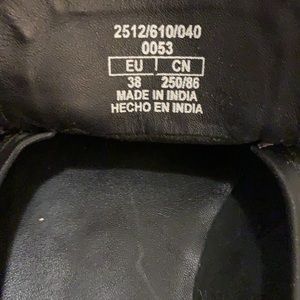 2512/610/040
0053
EU CN
38 250/86
MADE IN INDIA
HECHO EN INDIA